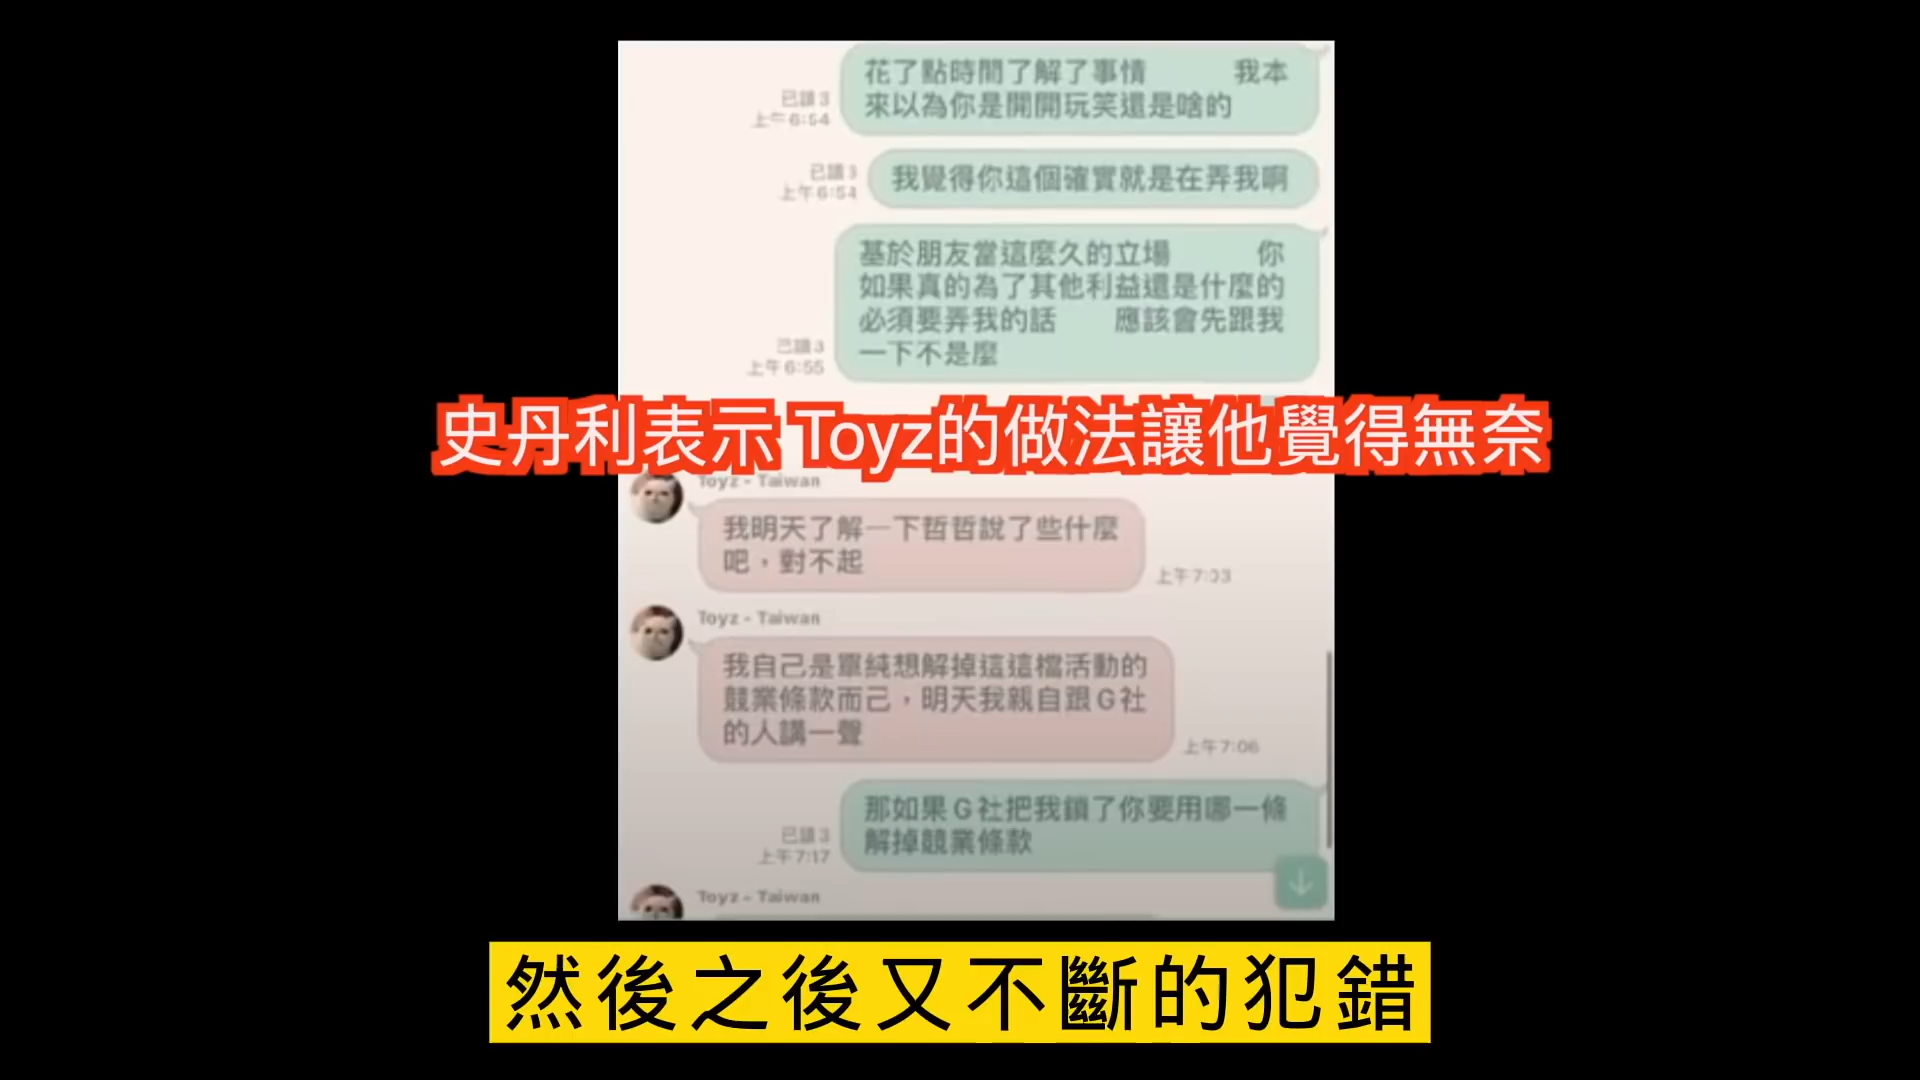 花了點時間了解了事情 我本
來以為你是開開玩笑還是啥的
已讀3
上午6:54
我覺得你這個確實就是在弄我啊
已讀3
上午6:54
基於朋友當這麼久的立場 你
如果真的為了其他利益還是什麼的
必須要弄我的話 應該會先跟我
一下不是麼
已讀3
上午6:55
史丹利表示 Toyz的做法讓他覺得無奈
Toyz - Taiwan
我明天了解一下哲哲說了些什麼
吧，對不起
上午7:03
Toyz - Taiwan
我自己是單純想解掉這這檔活動的
競業條款而己，明天我親自跟G社
的人講一聲
上午7:06
那如果G社把我鎖了你要用哪一條
解掉競業條款
已讀3
上午7:17
Toyz - Taiwan
然後之後又不斷的犯錯